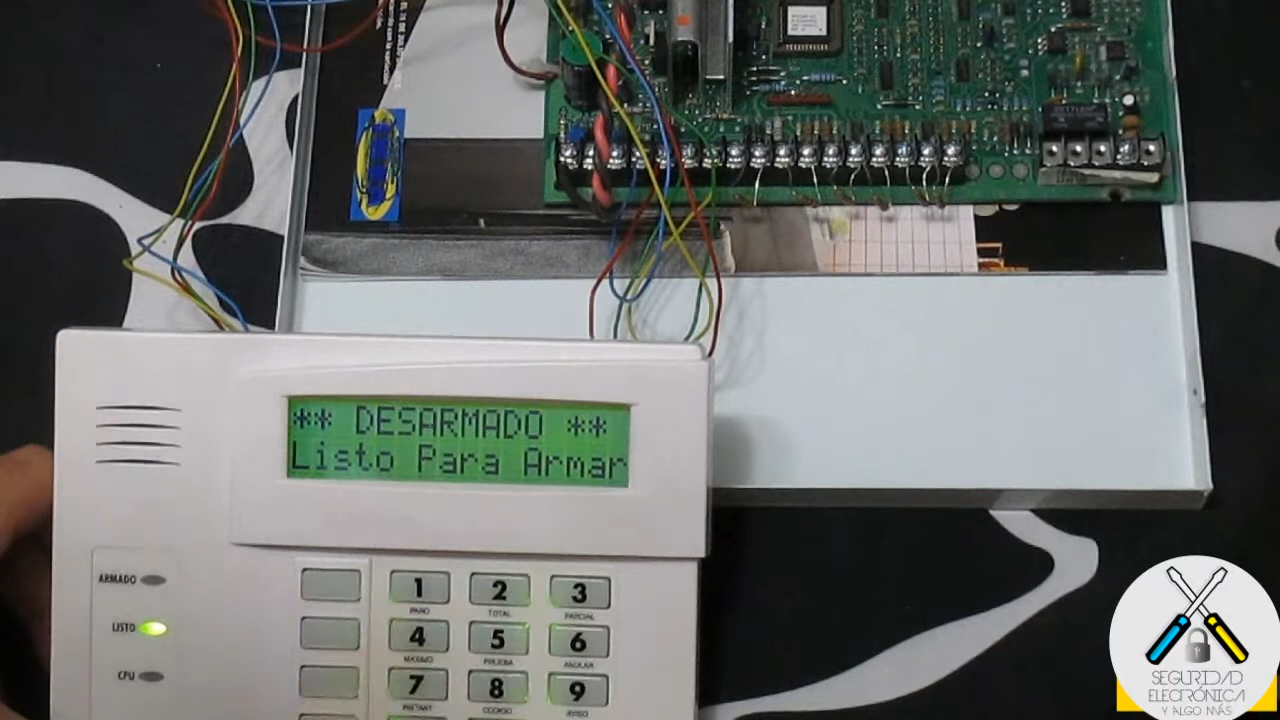 ** DESARMADO **
Listo Para Armar
ARMADO
LISTO
CPU
1 2 3
PARO TOTAL PARCIAL
4 5 6
MAXIMO PRUEBA ANULAR
7 8 9
INSTANT CODIGO AVISO
SEGURIDAD
ELECTRÓNICA
Y ALGO MÁS